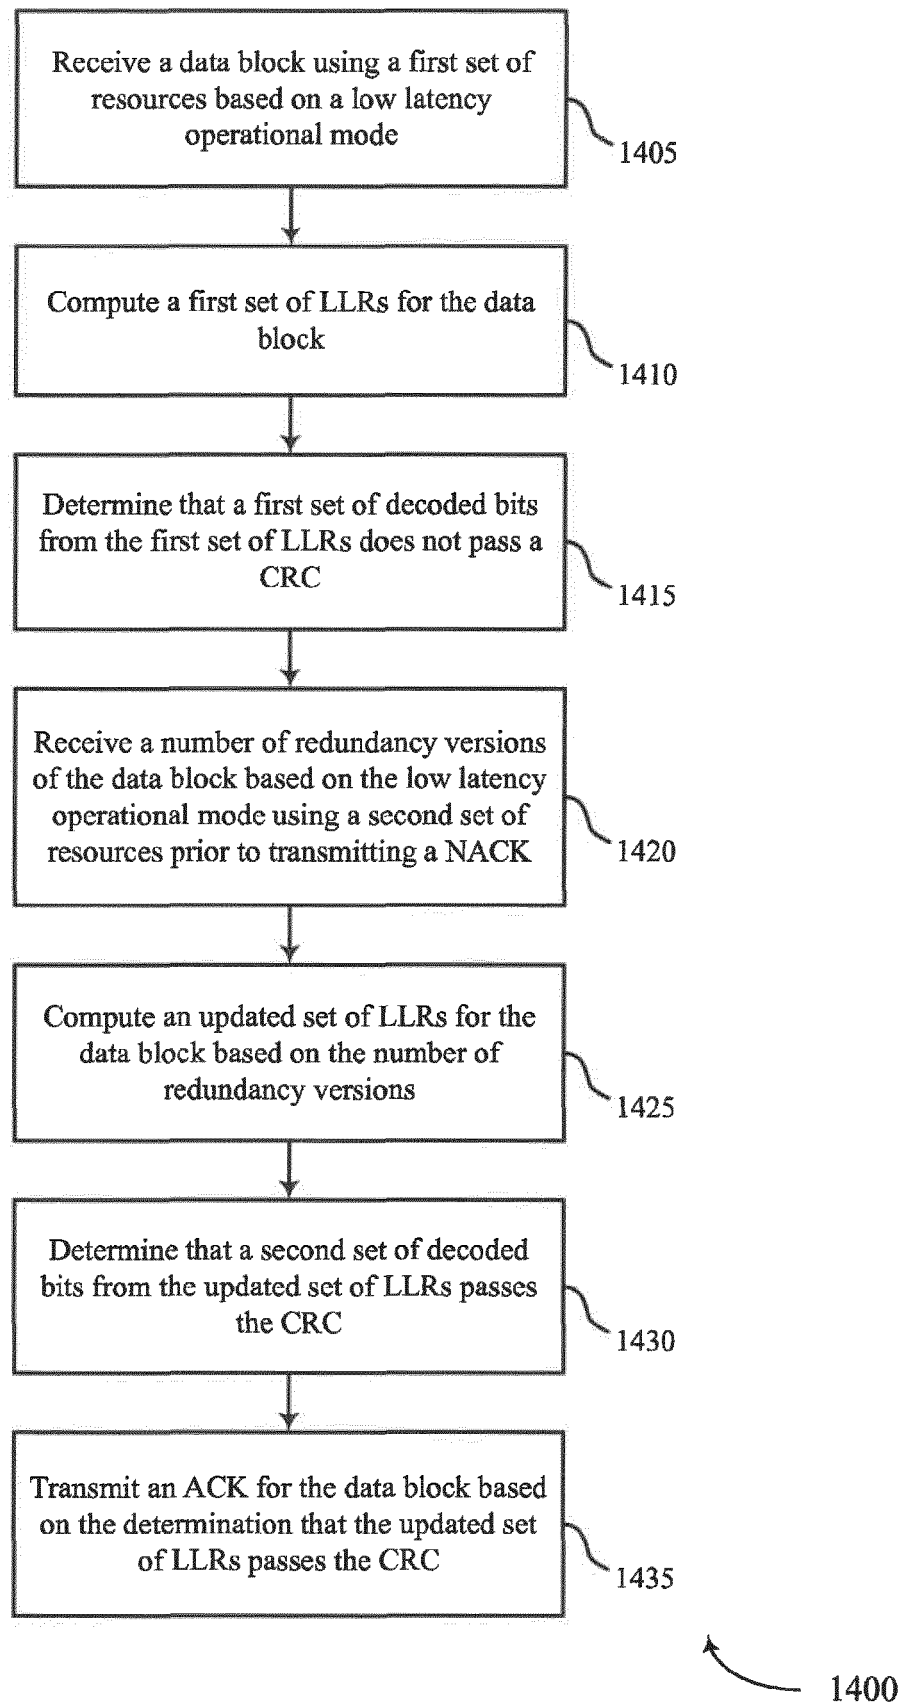 Receive a data block using a first set of
resources based on a low latency
operational mode
1405
Compute a first set of LLRs for the data
block
1410
Determine that a first set of decoded bits
from the first set of LLRs does not pass a
CRC
1415
Receive a number of redundancy versions
of the data block based on the low latency
operational mode using a second set of
resources prior to transmitting a NACK
1420
Compute an updated set of LLRs for the
data block based on the number of
redundancy versions
1425
Determine that a second set of decoded
bits from the updated set of LLRs passes
the CRC
1430
Transmit an ACK for the data block based
on the determination that the updated set
of LLRs passes the CRC
1435
1400